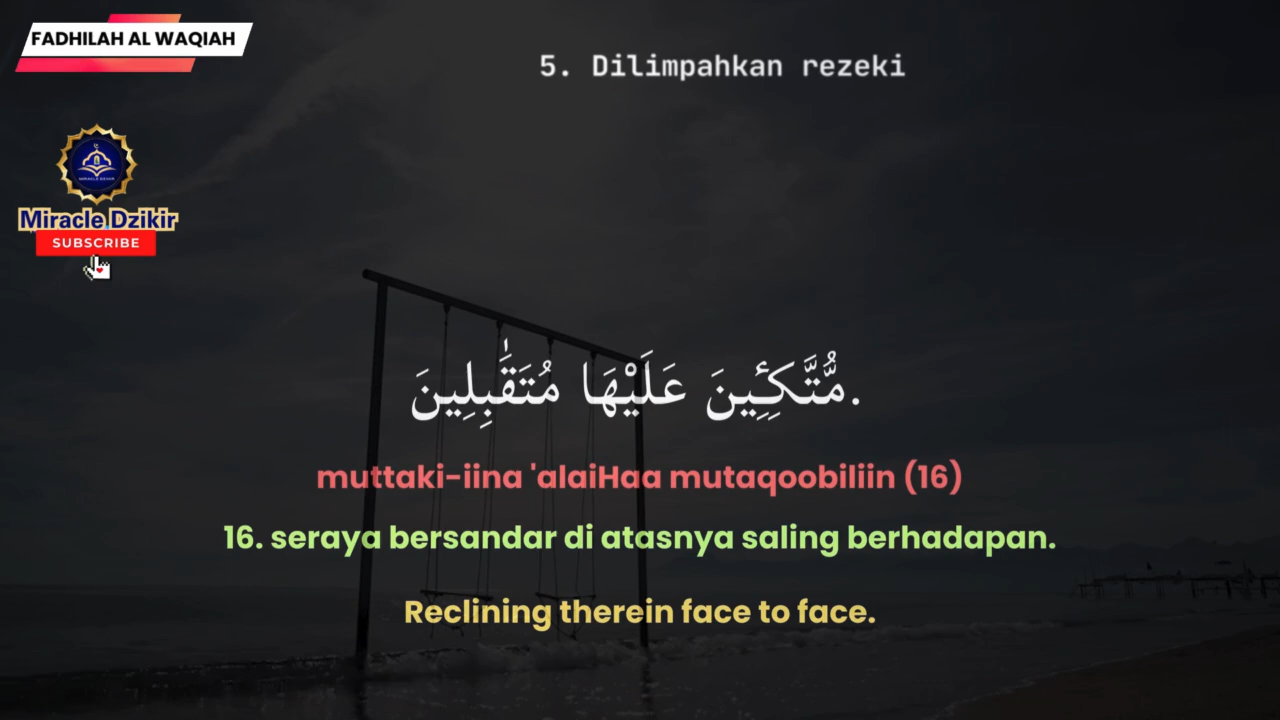 FADHILAH AL WAQIAH
5. Dilimpahkan rezeki
Miracle Dzikir
SUBSCRIBE
مُّتَّكِـِٔينَ عَلَيْهَا مُتَقَٰبِلِينَ.
muttaki-iina 'alaiHaa mutaqoobiliin (16)
16. seraya bersandar di atasnya saling berhadapan.
Reclining therein face to face.